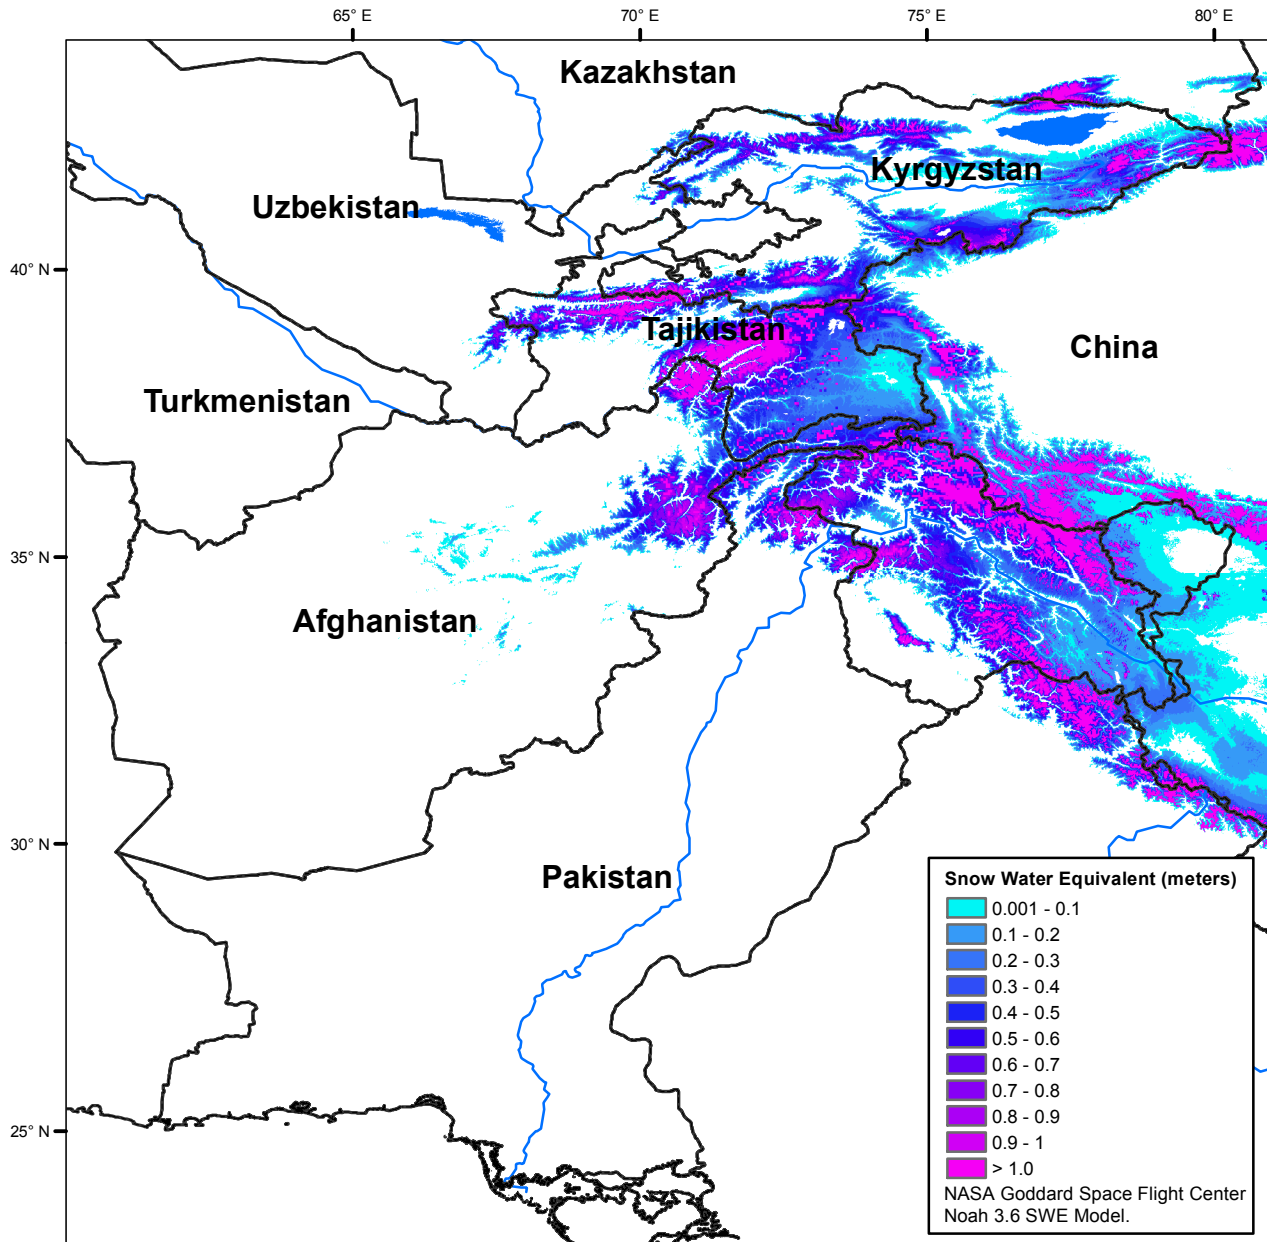 65° E
70° E
75° E
80° E
Kazakhstan
Kyrgyzstan
Uzbekistan
40° N
Tajikistan
China
Turkmenistan
35° N
Afghanistan
30° N
Pakistan
25° N
Snow Water Equivalent (meters)
0.001 - 0.1
0.1 - 0.2
0.2 - 0.3
0.3 - 0.4
0.4 - 0.5
0.5 - 0.6
0.6 - 0.7
0.7 - 0.8
0.8 - 0.9
0.9 - 1
> 1.0
NASA Goddard Space Flight Center
Noah 3.6 SWE Model.